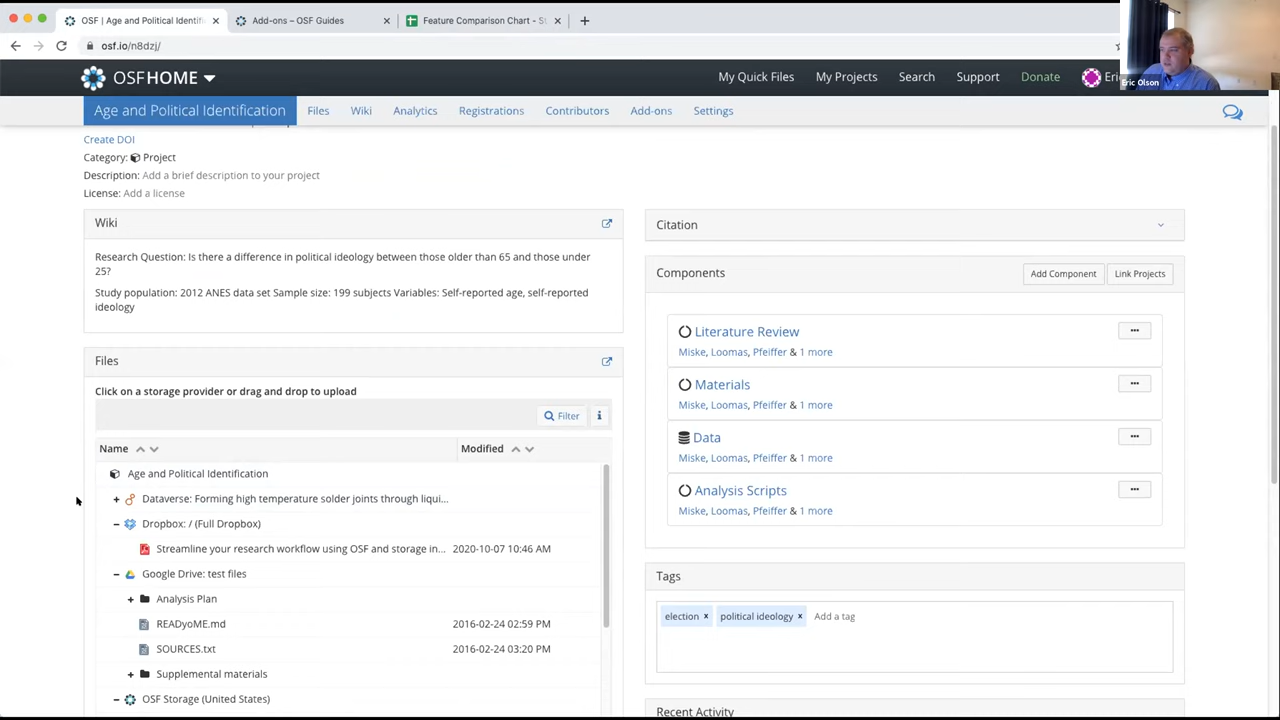 OSF | Age and Political Identifi
Add-ons – OSF Guides
Feature Comparison Chart - S
osf.io/n8dzj/
Eric Olson
OSFHOME
My Quick Files
My Projects
Search
Support
Donate
Eri
Age and Political Identification
Files
Wiki
Analytics
Registrations
Contributors
Add-ons
Settings
Create DOI
Category: Project
Description: Add a brief description to your project
License: Add a license
Wiki
Research Question: Is there a difference in political ideology between those older than 65 and those under
25?
Study population: 2012 ANES data set Sample size: 199 subjects Variables: Self-reported age, self-reported
ideology
Files
Click on a storage provider or drag and drop to upload
Filter
Name
Modified
Age and Political Identification
Dataverse: Forming high temperature solder joints through liqui...
Dropbox: / (Full Dropbox)
Streamline your research workflow using OSF and storage in... 2020-10-07 10:46 AM
Google Drive: test files
Analysis Plan
READyoME.md 2016-02-24 02:59 PM
SOURCES.txt 2016-02-24 03:20 PM
Supplemental materials
OSF Storage (United States)
Citation
Components
Add Component
Link Projects
Literature Review
Miske, Loomas, Pfeiffer & 1 more
Materials
Miske, Loomas, Pfeiffer & 1 more
Data
Miske, Loomas, Pfeiffer & 1 more
Analysis Scripts
Miske, Loomas, Pfeiffer & 1 more
Tags
election x political ideology x Add a tag
Recent Activity